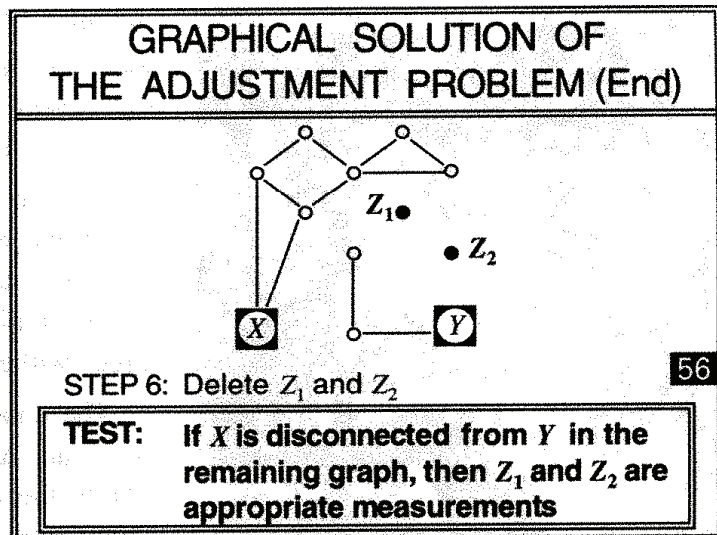 GRAPHICAL SOLUTION OF
THE ADJUSTMENT PROBLEM (End)
Z₁
Z₂
X
Y
56
STEP 6: Delete Z₁ and Z₂
TEST: If X is disconnected from Y in the
remaining graph, then Z₁ and Z₂ are
appropriate measurements